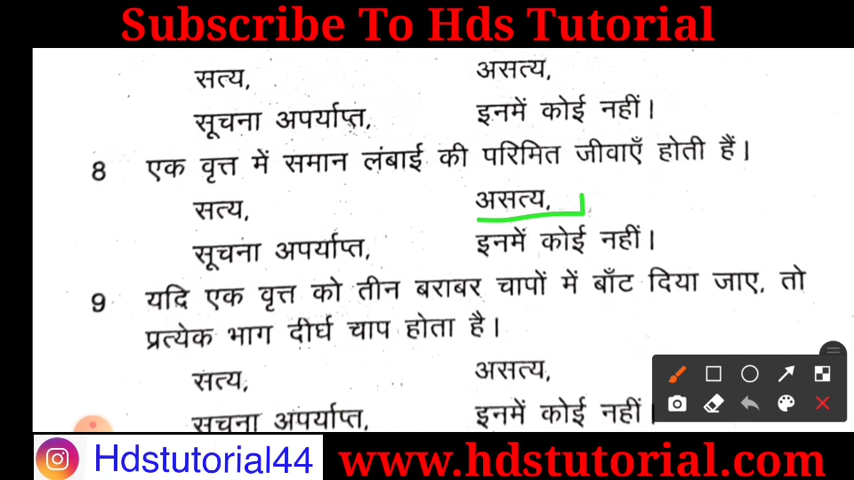 Subscribe To Hds Tutorial
सत्य, असत्य,
सूचना अपर्याप्त, इनमें कोई नहीं।
8 एक वृत्त में समान लंबाई की परिमित जीवाएँ होती हैं।
सत्य, असत्य,
सूचना अपर्याप्त, इनमें कोई नहीं।
9 यदि एक वृत्त को तीन बराबर चापों में बाँट दिया जाए, तो
प्रत्येक भाग दीर्घ चाप होता है।
सत्य, असत्य,
सूचना अपर्याप्त, इनमें कोई नहीं।
Hdstutorial44 www.hdstutorial.com